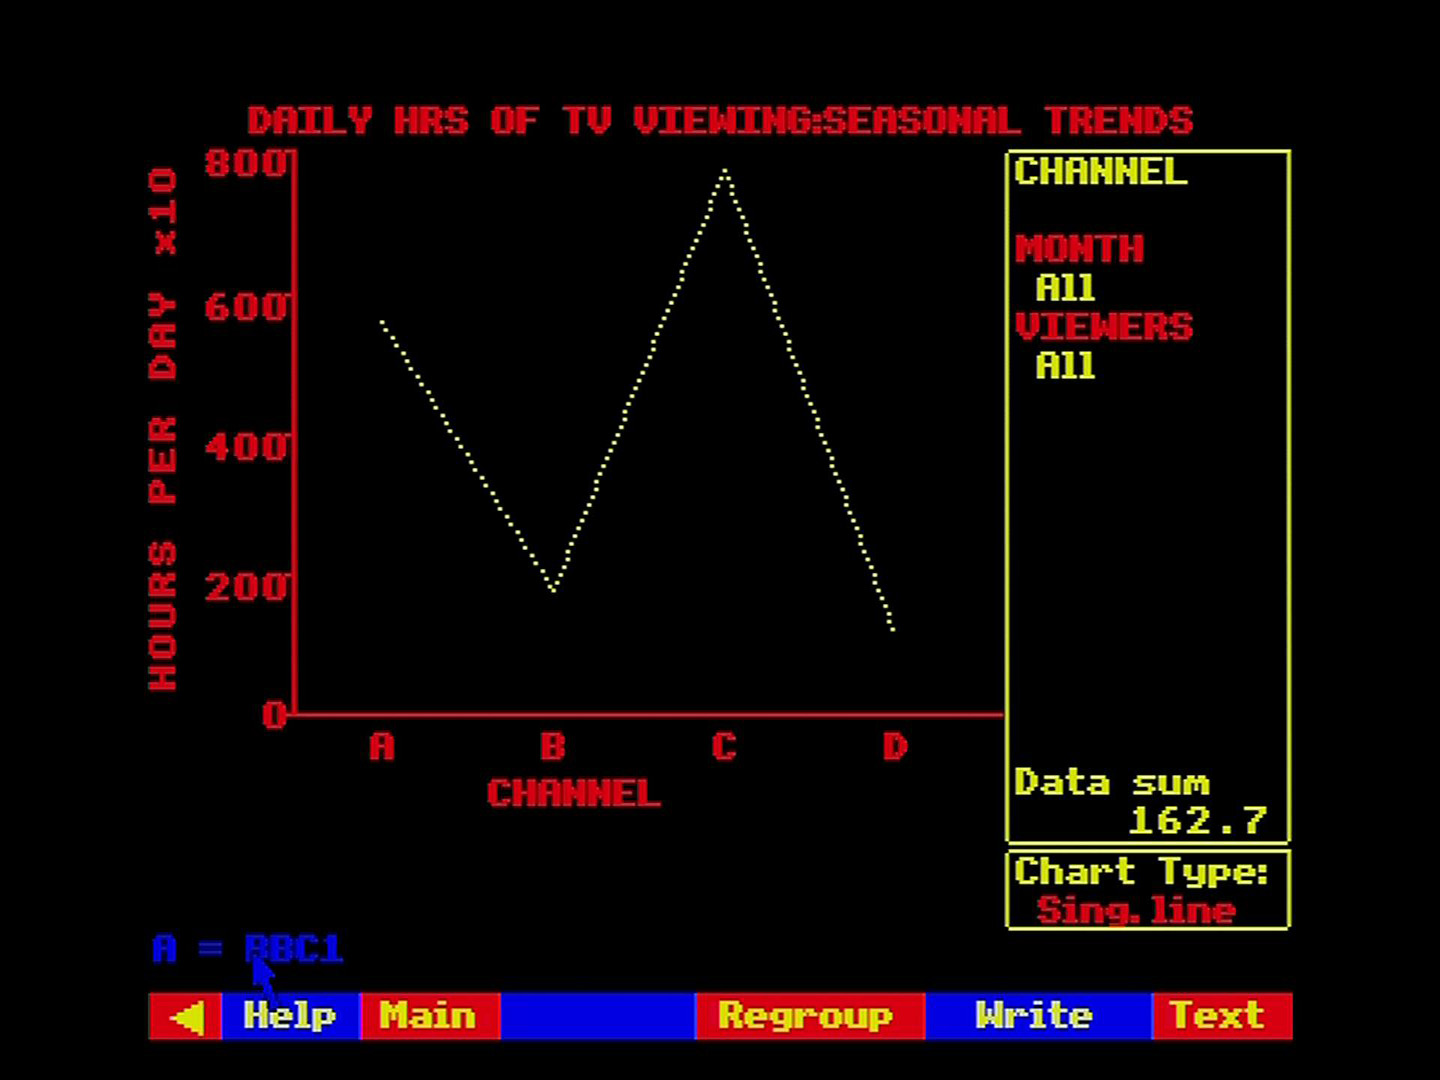 DAILY HRS OF TV VIEWING:SEASONAL TRENDS
HOURS PER DAY x10
800
600
400
200
0
A B C D
CHANNEL
CHANNEL
MONTH
All
VIEWERS
All
Data sum
162.7
Chart Type:
Sing.line
A = BBC1
Help Main Regroup Write Text